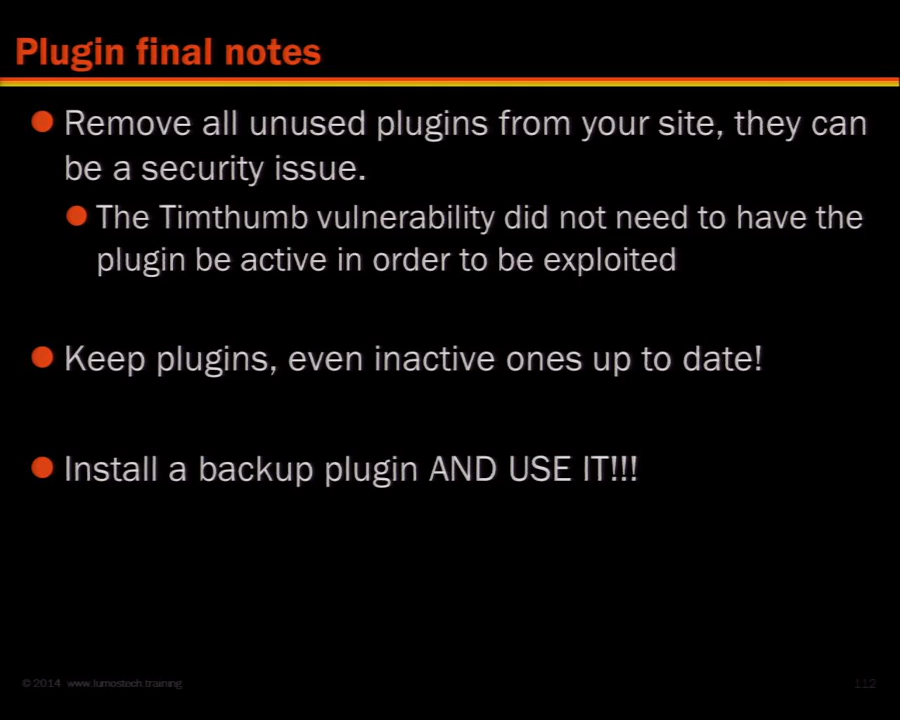 Plugin final notes
Remove all unused plugins from your site, they can
be a security issue.
The Timthumb vulnerability did not need to have the
plugin be active in order to be exploited
Keep plugins, even inactive ones up to date!
Install a backup plugin AND USE IT!!!
© 2014 www.lumostech.training
112